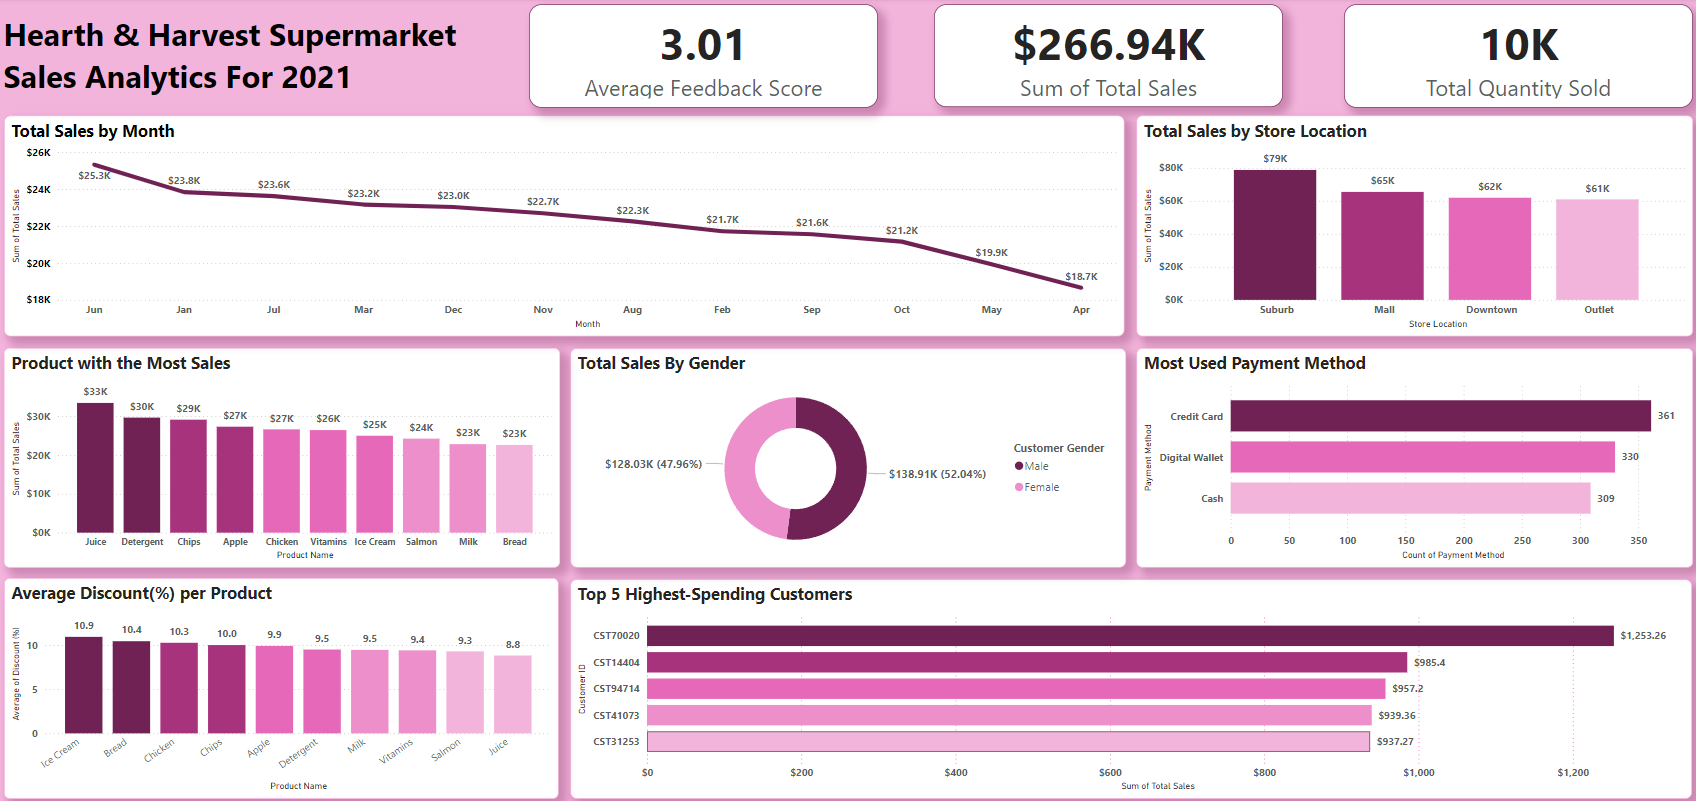 Hearth & Harvest Supermarket
Sales Analytics For 2021
3.01
Average Feedback Score
$266.94K
Sum of Total Sales
10K
Total Quantity Sold
Total Sales by Month
Sum of Total Sales
$26K
$24K
$22K
$20K
$18K
$25.3K
$23.8K
$23.6K
$23.2K
$23.0K
$22.7K
$22.3K
$21.7K
$21.6K
$21.2K
$19.9K
$18.7K
Jun Jan Jul Mar Dec Nov Aug Feb Sep Oct May Apr
Month
Total Sales by Store Location
Sum of Total Sales
$80K
$60K
$40K
$20K
$0K
$79K
$65K
$62K
$61K
Suburb Mall Downtown Outlet
Store Location
Product with the Most Sales
Sum of Total Sales
$30K
$20K
$10K
$0K
$33K
$30K
$29K
$27K
$27K
$26K
$25K
$24K
$23K
$23K
Juice Detergent Chips Apple Chicken Vitamins Ice Cream Salmon Milk Bread
Product Name
Total Sales By Gender
$128.03K (47.96%)
$138.91K (52.04%)
Customer Gender
Male
Female
Most Used Payment Method
Payment Method
Credit Card 361
Digital Wallet 330
Cash 309
0 50 100 150 200 250 300 350
Count of Payment Method
Average Discount(%) per Product
Average of Discount (%)
10
5
0
10.9
10.4
10.3
10.0
9.9
9.5
9.5
9.4
9.3
8.8
Ice Cream Bread Chicken Chips Apple Detergent Milk Vitamins Salmon Juice
Product Name
Top 5 Highest-Spending Customers
Customer ID
CST70020 $1,253.26
CST14404 $985.4
CST94714 $957.2
CST41073 $939.36
CST31253 $937.27
$0 $200 $400 $600 $800 $1,000 $1,200
Sum of Total Sales